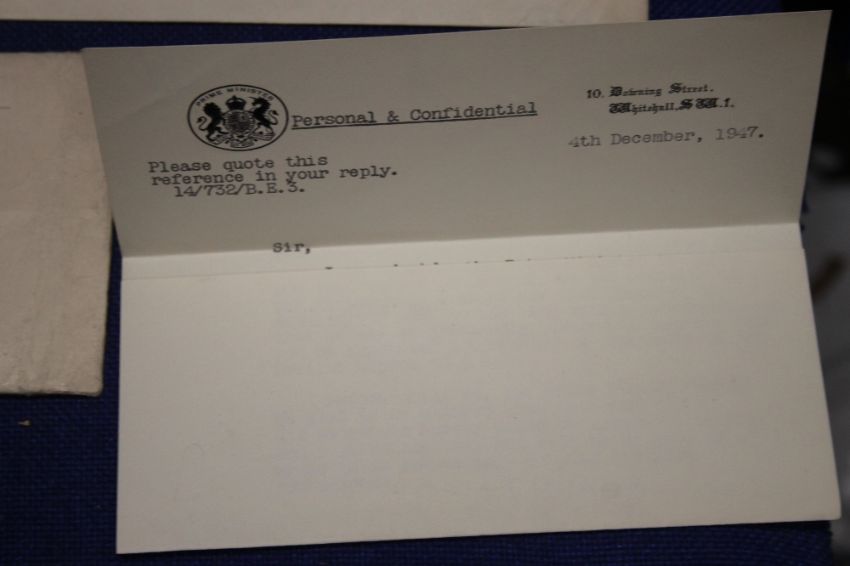 PRIME MINISTER
Personal & Confidential
10. Downing Street.
Whitehall. S.W.1.
4th December, 1947.
Please quote this
reference in your reply.
14/732/B.E.3.
Sir,